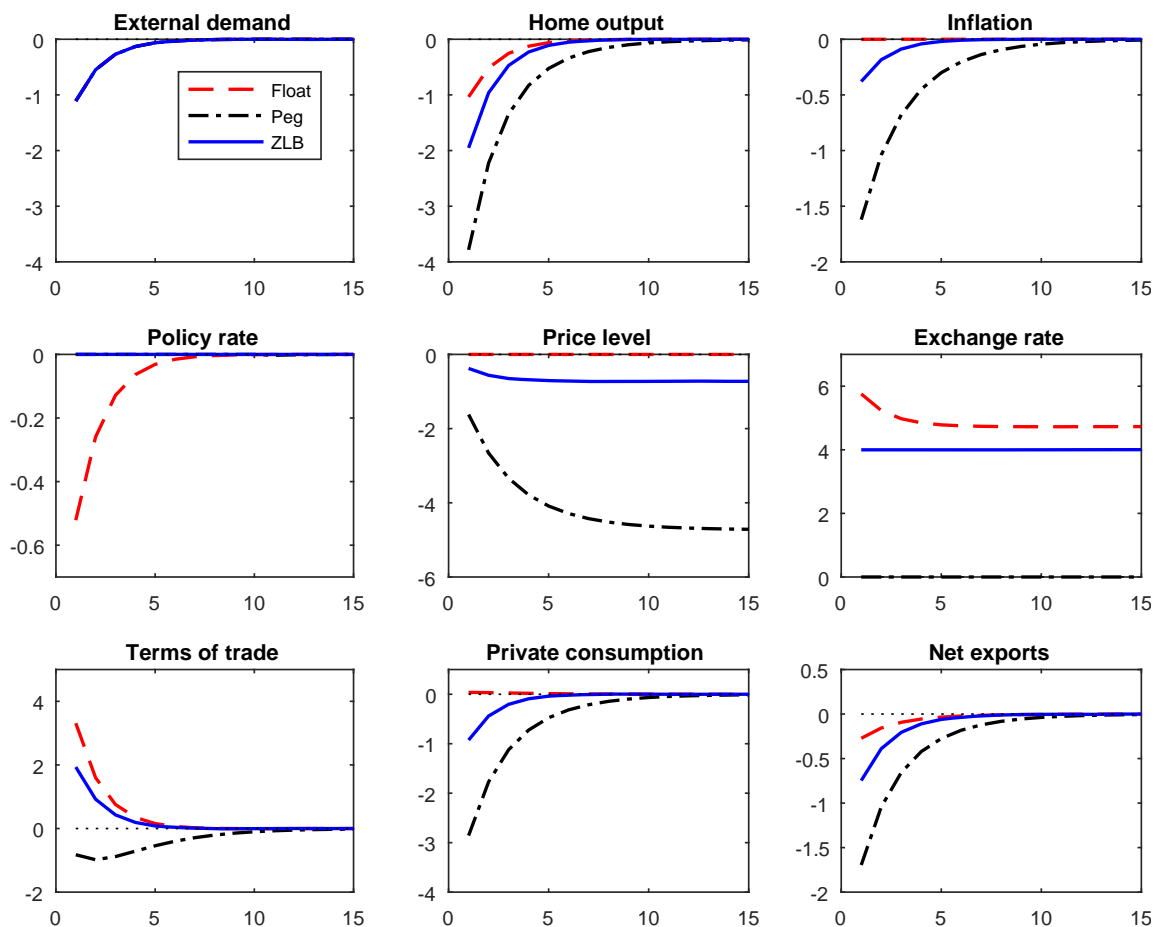 External demand
0
-1
-2
-3
-4
0 5 10 15
Float
Peg
ZLB
Home output
0
-1
-2
-3
-4
0 5 10 15
Inflation
0
-0.5
-1
-1.5
-2
0 5 10 15
Policy rate
0
-0.2
-0.4
-0.6
0 5 10 15
Price level
0
-2
-4
-6
0 5 10 15
Exchange rate
6
4
2
0
0 5 10 15
Terms of trade
4
2
0
-2
0 5 10 15
Private consumption
0
-1
-2
-3
-4
0 5 10 15
Net exports
0.5
0
-0.5
-1
-1.5
-2
0 5 10 15